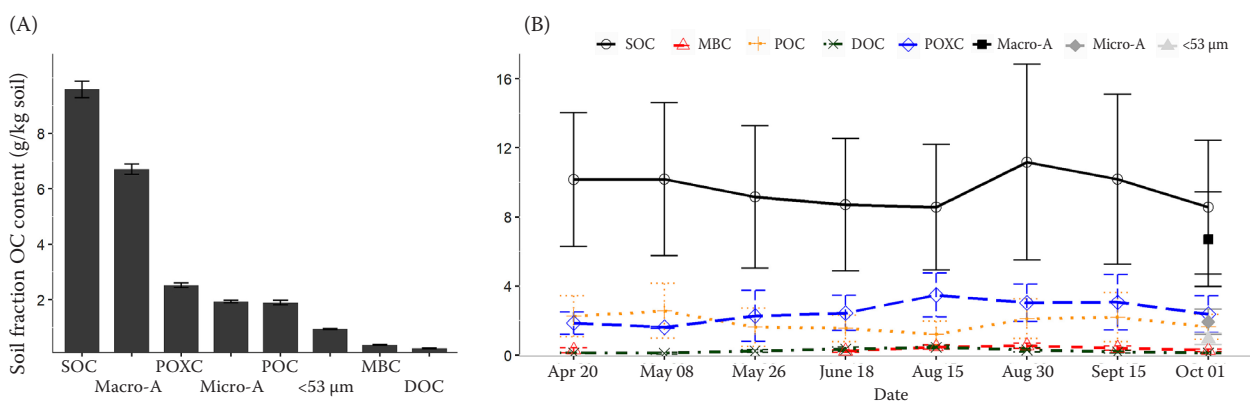 (A)
Soil fraction OC content (g/kg soil)
8
6
4
2
SOC
Macro-A
POXC
Micro-A
POC
<53 µm
MBC
DOC
(B)
SOC MBC POC DOC POXC Macro-A Micro-A <53 µm
16
12
8
4
0
Apr 20 May 08 May 26 June 18 Aug 15 Aug 30 Sept 15 Oct 01
Date